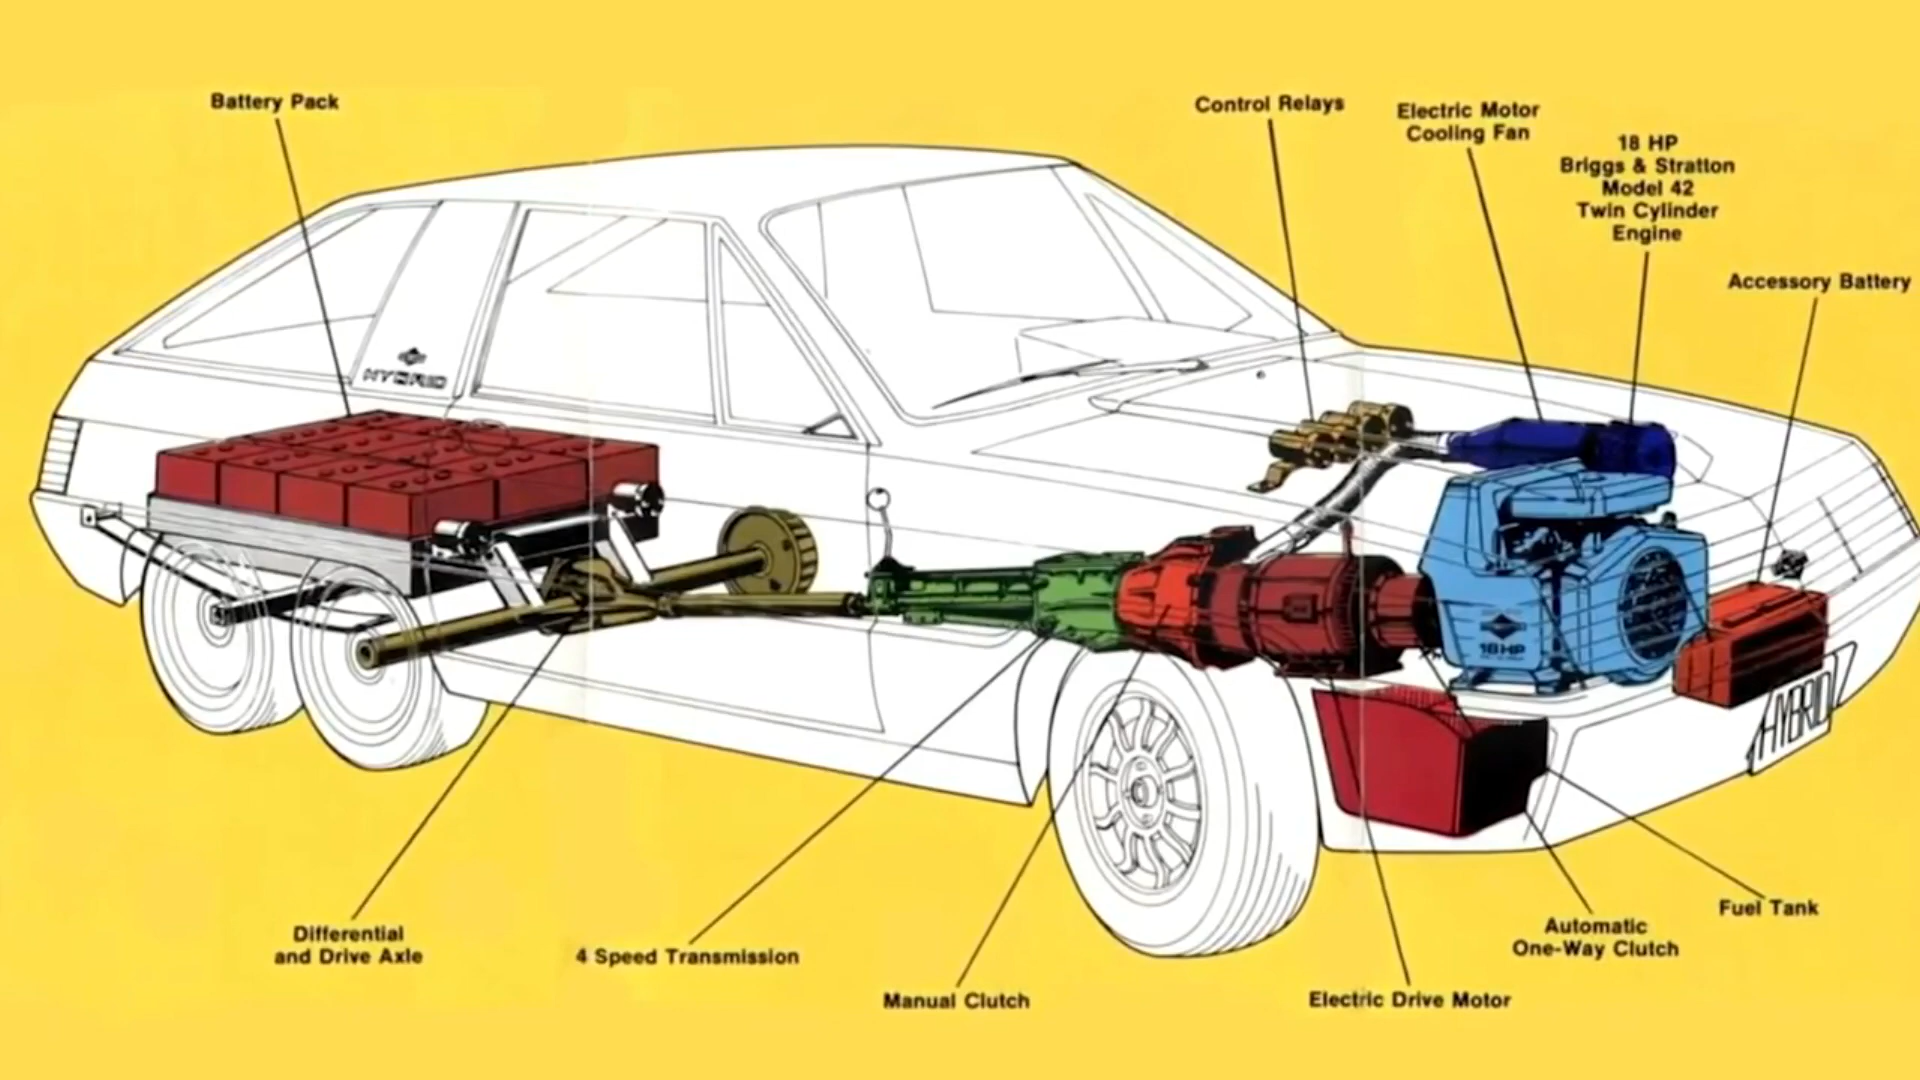 Battery Pack
Control Relays
Electric Motor
Cooling Fan
18 HP
Briggs & Stratton
Model 42
Twin Cylinder
Engine
Accessory Battery
HYBRID
18 HP
HYBRID
Differential
and Drive Axle
4 Speed Transmission
Manual Clutch
Electric Drive Motor
Automatic
One-Way Clutch
Fuel Tank